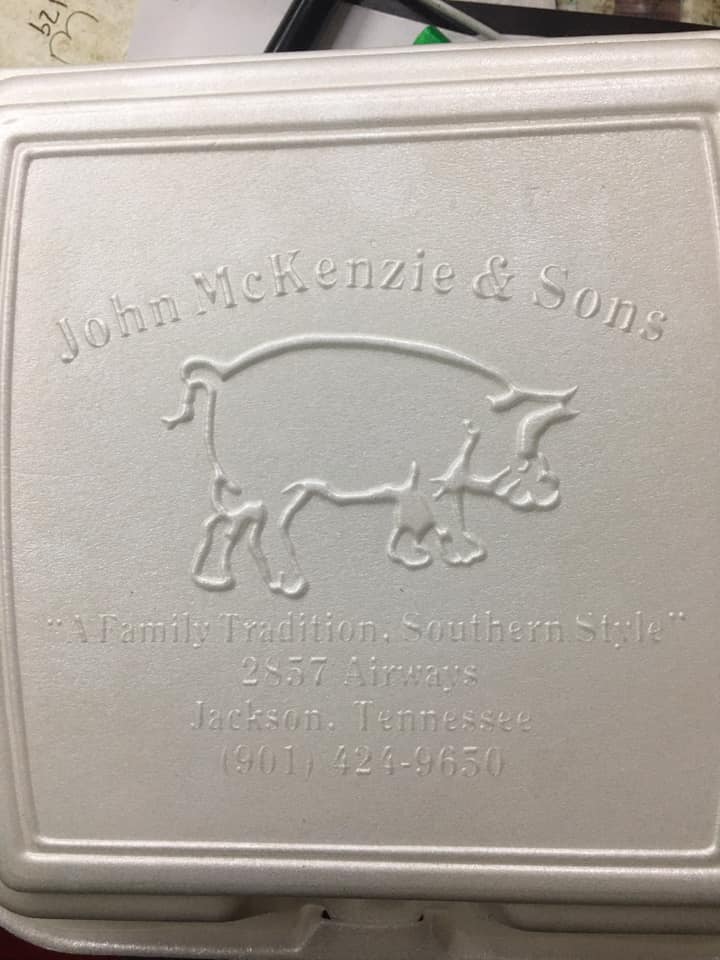 John McKenzie & Sons
"A Family Tradition, Southern Style"
2857 Airways
Jackson, Tennessee
(901) 424-9650